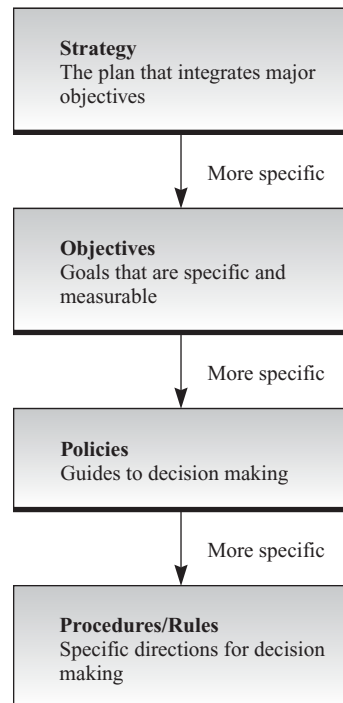 Strategy
The plan that integrates major
objectives
More specific
Objectives
Goals that are specific and
measurable
More specific
Policies
Guides to decision making
More specific
Procedures/Rules
Specific directions for decision
making